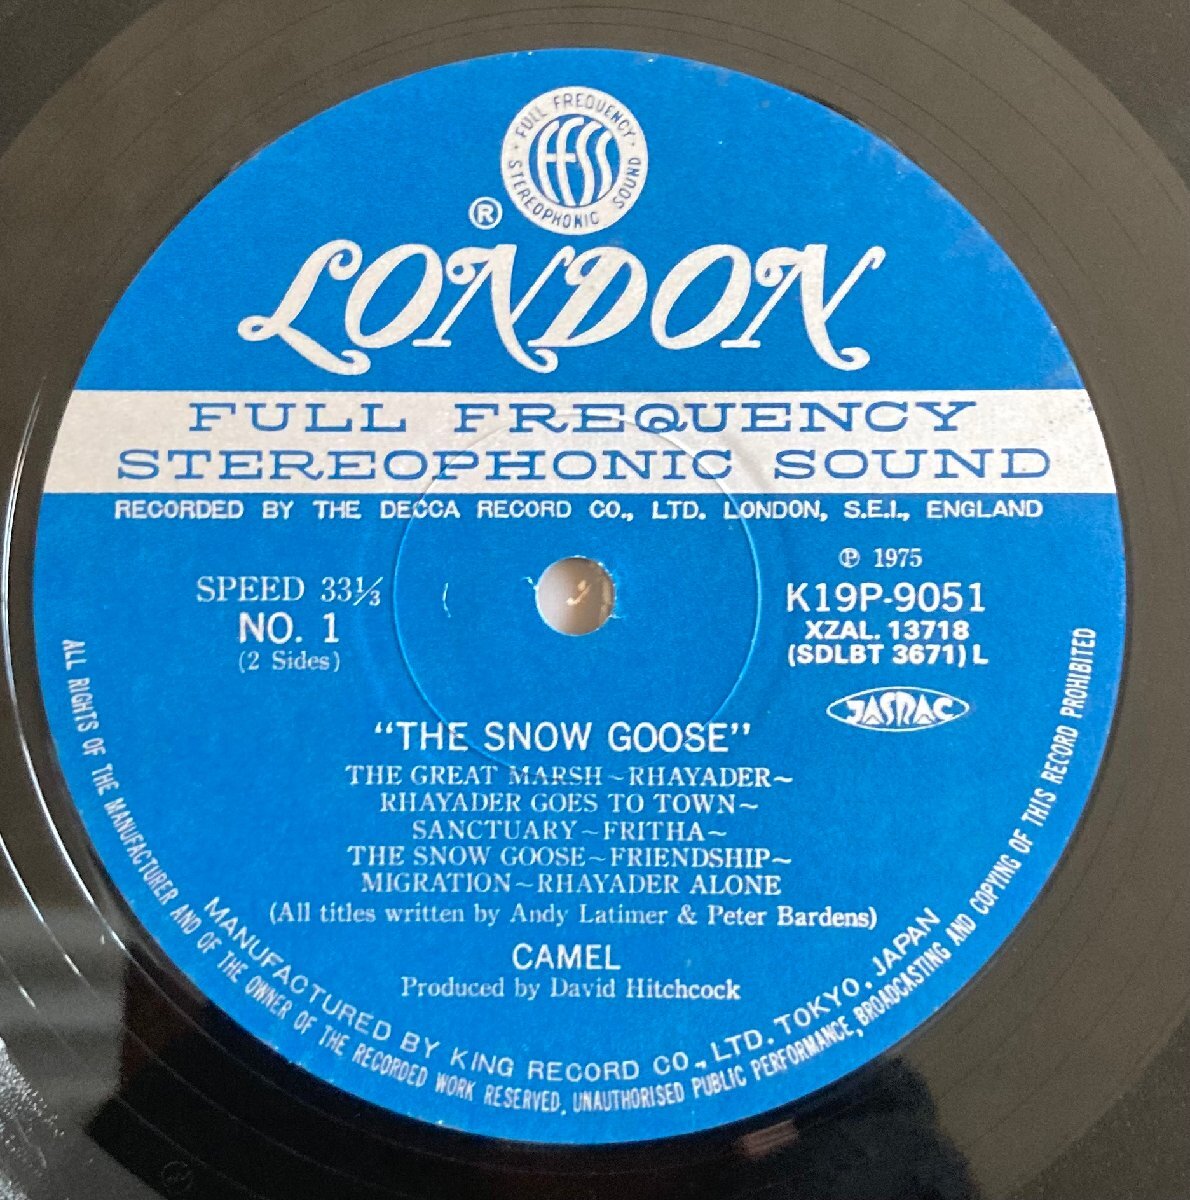 FULL FREQUENCY
ffss
STEREOPHONIC SOUND
®
LONDON
FULL FREQUENCY
STEREOPHONIC SOUND
RECORDED BY THE DECCA RECORD CO., LTD. LONDON, S.E.I., ENGLAND
℗ 1975
SPEED 33⅓
K19P-9051
NO. 1
XZAL. 13718
(2 Sides)
(SDLBT 3671) L
JASRAC
"THE SNOW GOOSE"
THE GREAT MARSH~RHAYADER~
RHAYADER GOES TO TOWN~
SANCTUARY~FRITHA~
THE SNOW GOOSE~FRIENDSHIP~
MIGRATION~RHAYADER ALONE
(All titles written by Andy Latimer & Peter Bardens)
CAMEL
Produced by David Hitchcock
MANUFACTURED BY KING RECORD CO., LTD. TOKYO, JAPAN
ALL RIGHTS OF THE MANUFACTURER AND OF THE OWNER OF THE RECORDED WORK RESERVED. UNAUTHORISED PUBLIC PERFORMANCE, BROADCASTING AND COPYING OF THIS RECORD PROHIBITED